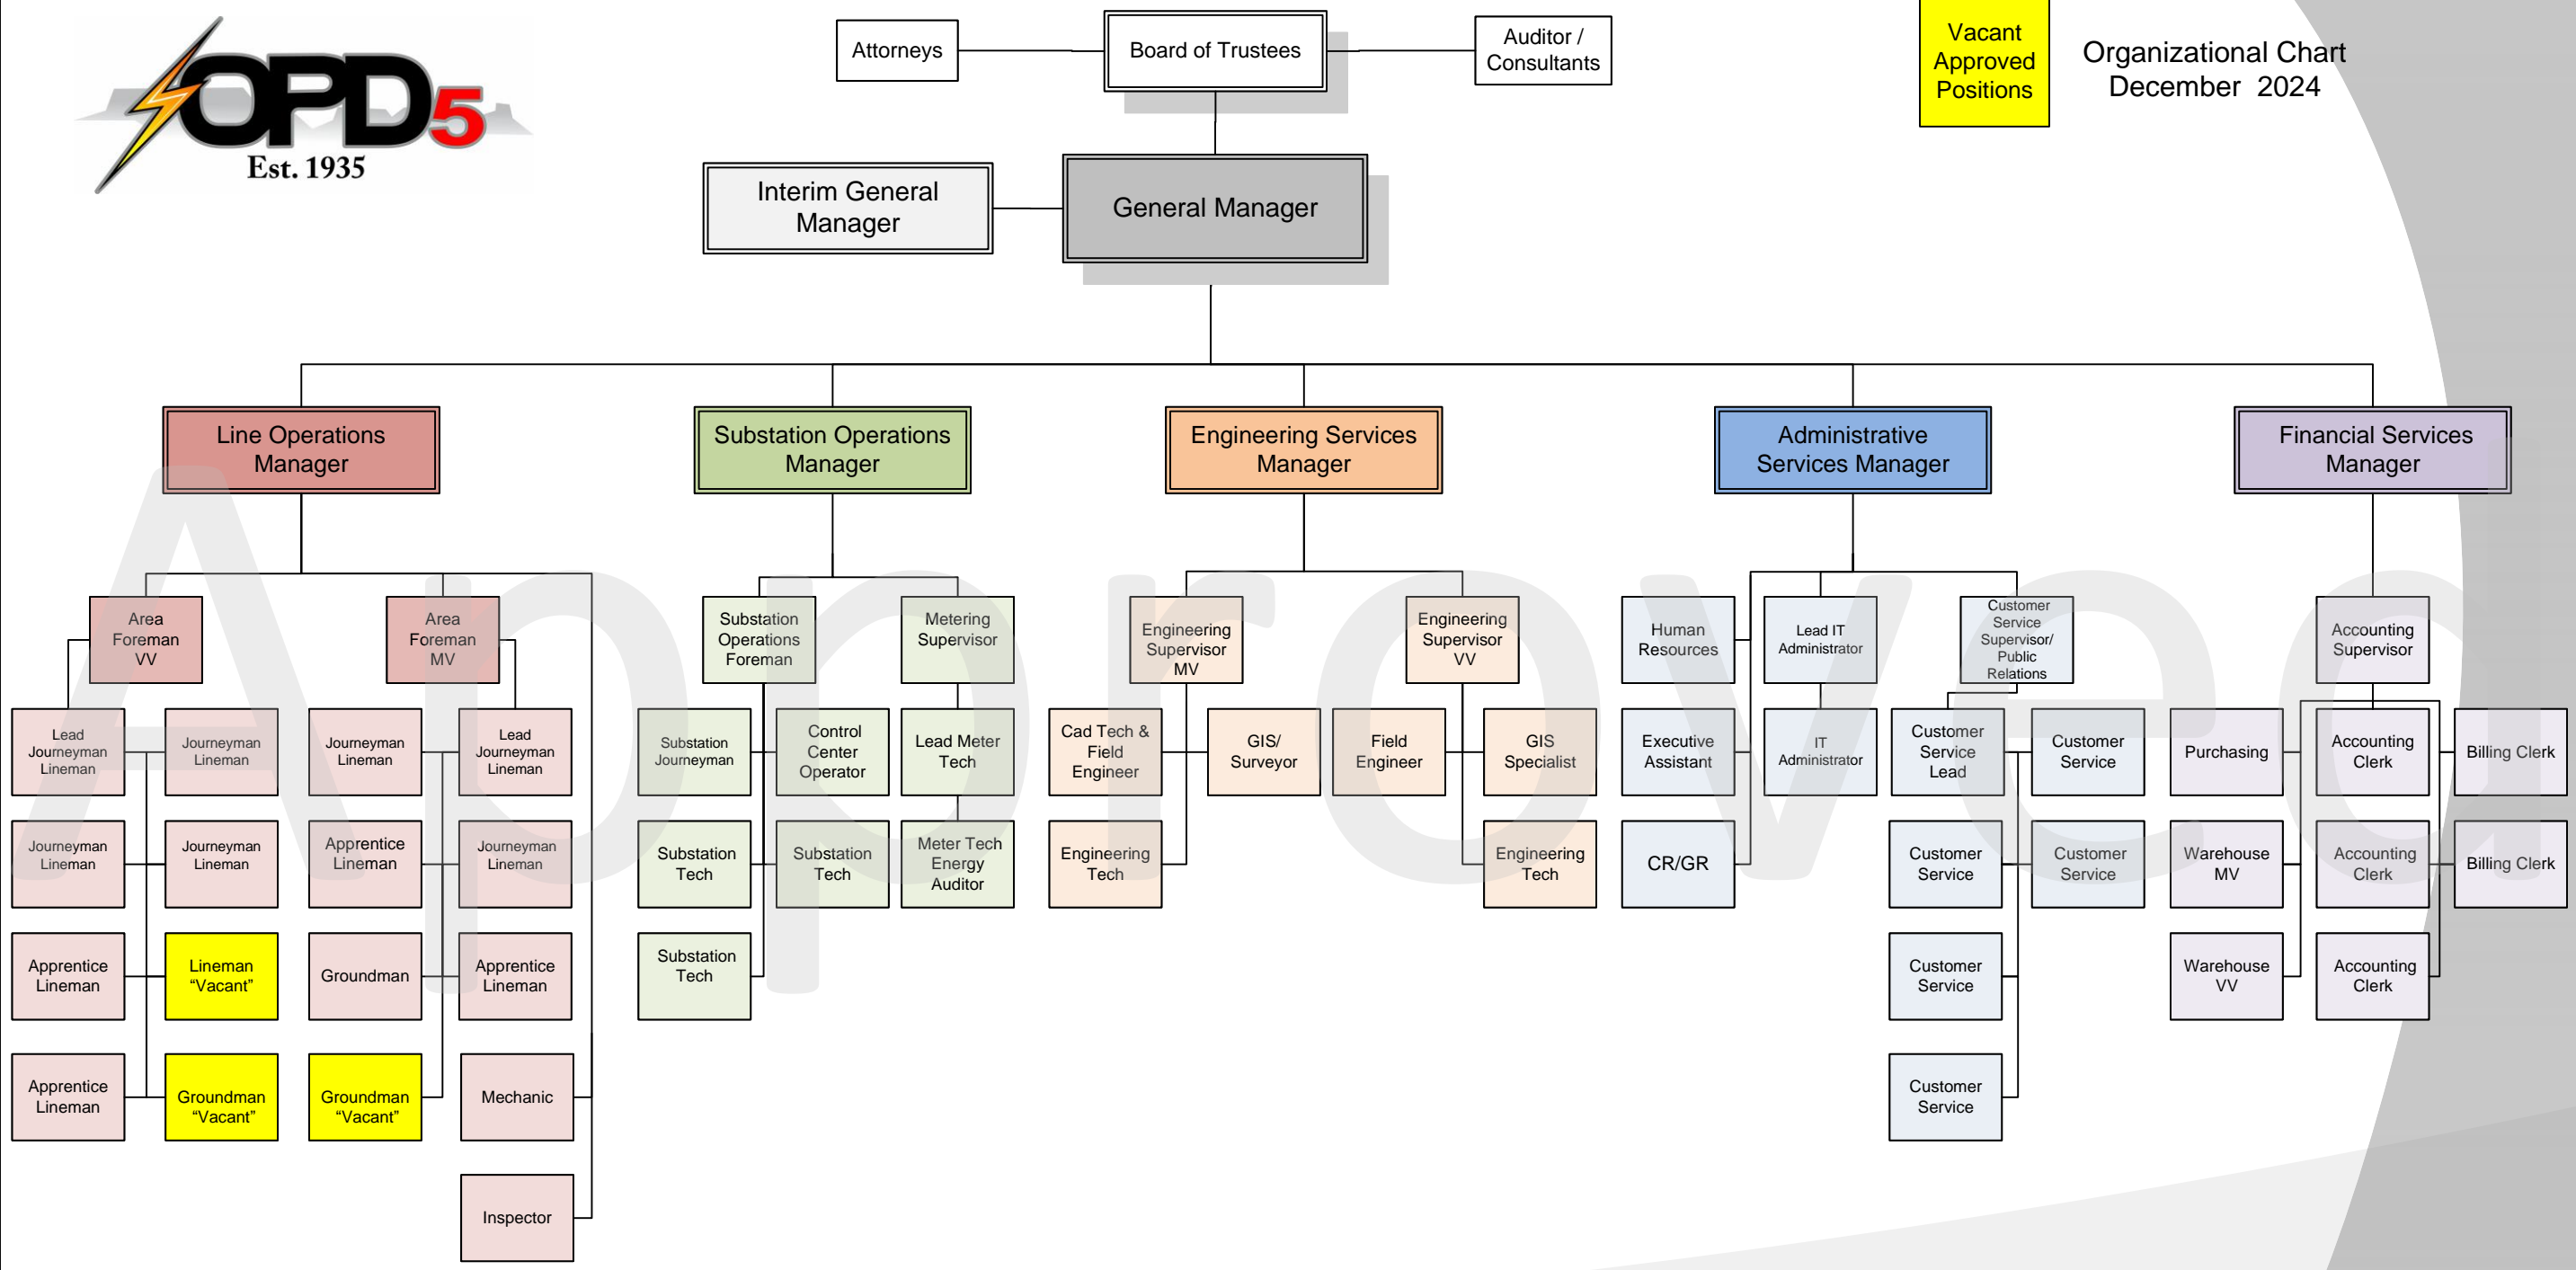 OPD5
Est. 1935
Attorneys
Board of Trustees
Auditor /
Consultants
Vacant
Approved
Positions
Organizational Chart
December 2024
Interim General
Manager
General Manager
Line Operations
Manager
Substation Operations
Manager
Engineering Services
Manager
Administrative
Services Manager
Financial Services
Manager
Approved
Area
Foreman
VV
Area
Foreman
MV
Substation
Operations
Foreman
Metering
Supervisor
Engineering
Supervisor
MV
Engineering
Supervisor
VV
Human
Resources
Lead IT
Administrator
Customer
Service
Supervisor/
Public
Relations
Accounting
Supervisor
Lead
Journeyman
Lineman
Journeyman
Lineman
Journeyman
Lineman
Lead
Journeyman
Lineman
Substation
Journeyman
Control
Center
Operator
Lead Meter
Tech
Cad Tech &
Field
Engineer
GIS/
Surveyor
Field
Engineer
GIS
Specialist
Executive
Assistant
IT
Administrator
Customer
Service
Lead
Customer
Service
Purchasing
Accounting
Clerk
Billing Clerk
Journeyman
Lineman
Journeyman
Lineman
Apprentice
Lineman
Journeyman
Lineman
Substation
Tech
Substation
Tech
Meter Tech
Energy
Auditor
Engineering
Tech
Engineering
Tech
CR/GR
Customer
Service
Customer
Service
Warehouse
MV
Accounting
Clerk
Billing Clerk
Apprentice
Lineman
Lineman
“Vacant”
Groundman
Apprentice
Lineman
Substation
Tech
Customer
Service
Warehouse
VV
Accounting
Clerk
Apprentice
Lineman
Groundman
“Vacant”
Groundman
“Vacant”
Mechanic
Customer
Service
Inspector